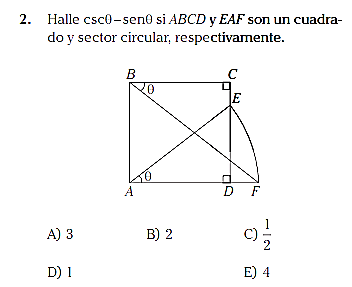 2. Halle cscθ–senθ si ABCD y EAF son un cuadra-
do y sector circular, respectivamente.
B C
θ
E
θ
A D F
A) 3 B) 2 C) 1/2
D) 1 E) 4